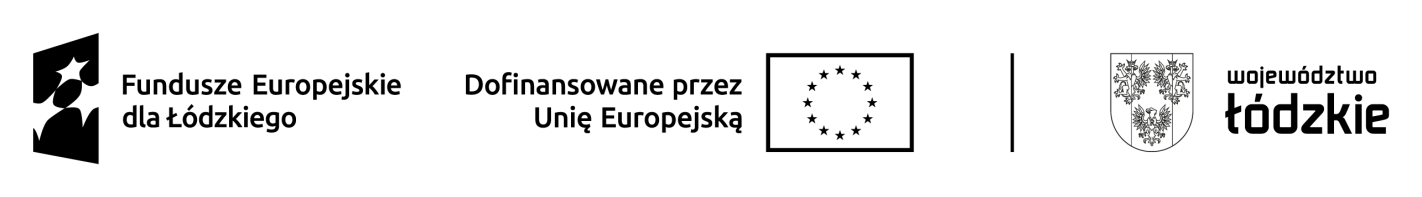 Fundusze Europejskie
dla Łódzkiego
Dofinansowane przez
Unię Europejską
województwo
łódzkie